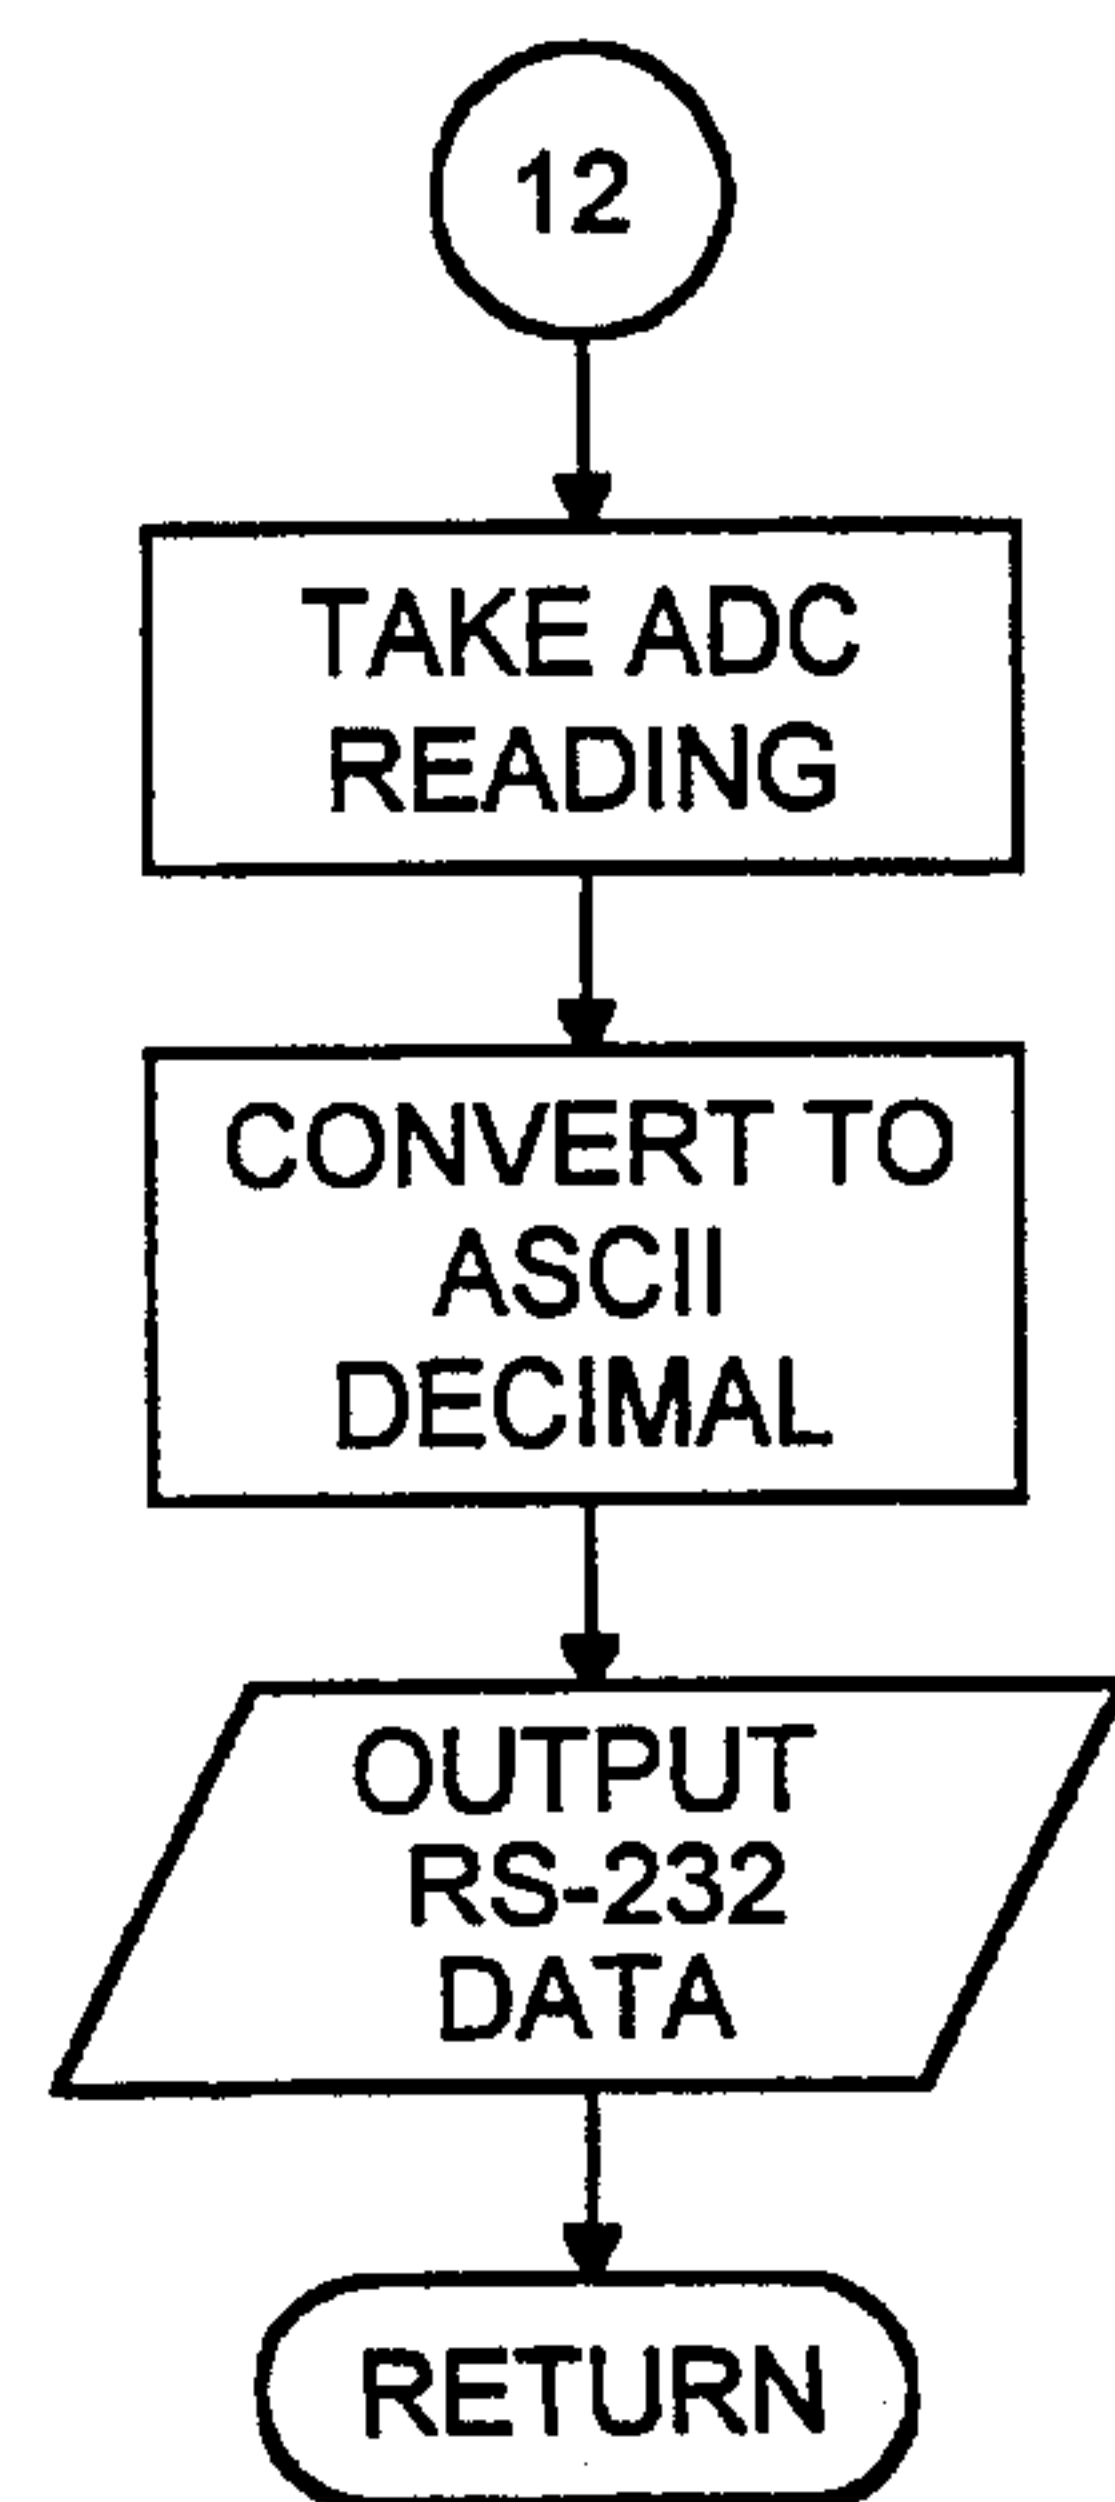 12
TAKE ADC
READING
CONVERT TO
ASCII
DECIMAL
OUTPUT
RS-232
DATA
RETURN